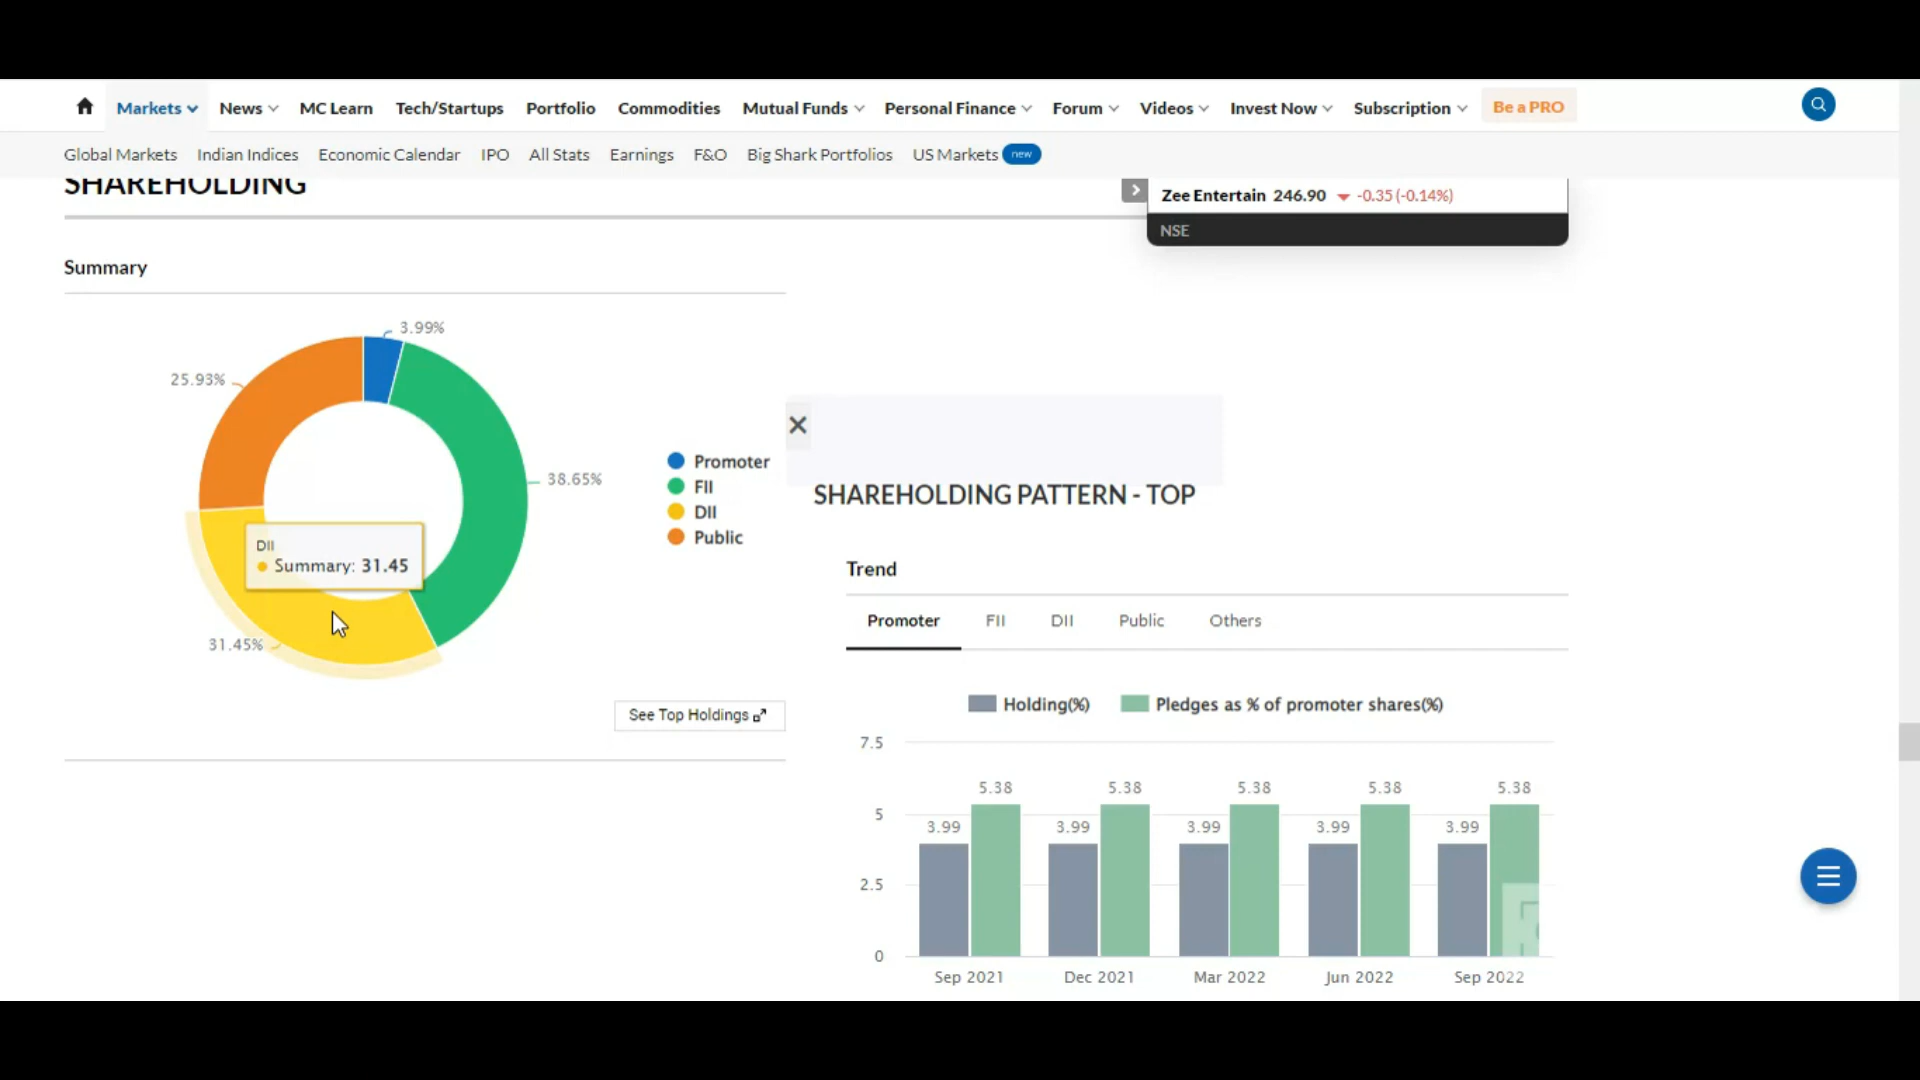 Markets News MC Learn Tech/Startups Portfolio Commodities Mutual Funds Personal Finance Forum Videos Invest Now Subscription Be a PRO
Global Markets Indian Indices Economic Calendar IPO All Stats Earnings F&O Big Shark Portfolios US Markets new
SHAREHOLDING
Zee Entertain 246.90 -0.35 (-0.14%)
NSE
Summary
3.99%
25.93%
38.65%
Promoter
FII
DII
Public
DII
Summary: 31.45
31.45%
See Top Holdings
SHAREHOLDING PATTERN - TOP
Trend
Promoter FII DII Public Others
Holding(%) Pledges as % of promoter shares(%)
7.5
5.38 5.38 5.38 5.38 5.38
5
3.99 3.99 3.99 3.99 3.99
2.5
0
Sep 2021 Dec 2021 Mar 2022 Jun 2022 Sep 2022